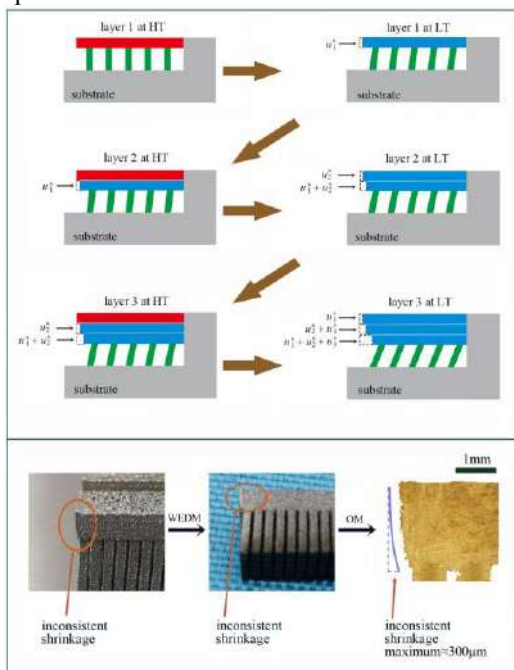 layer 1 at HT
layer 1 at LT
substrate
substrate
layer 2 at HT
layer 2 at LT
substrate
substrate
layer 3 at HT
layer 3 at LT
substrate
substrate
1mm
WEDM
OM
inconsistent
shrinkage
inconsistent
shrinkage
inconsistent
shrinkage
maximum≈300μm